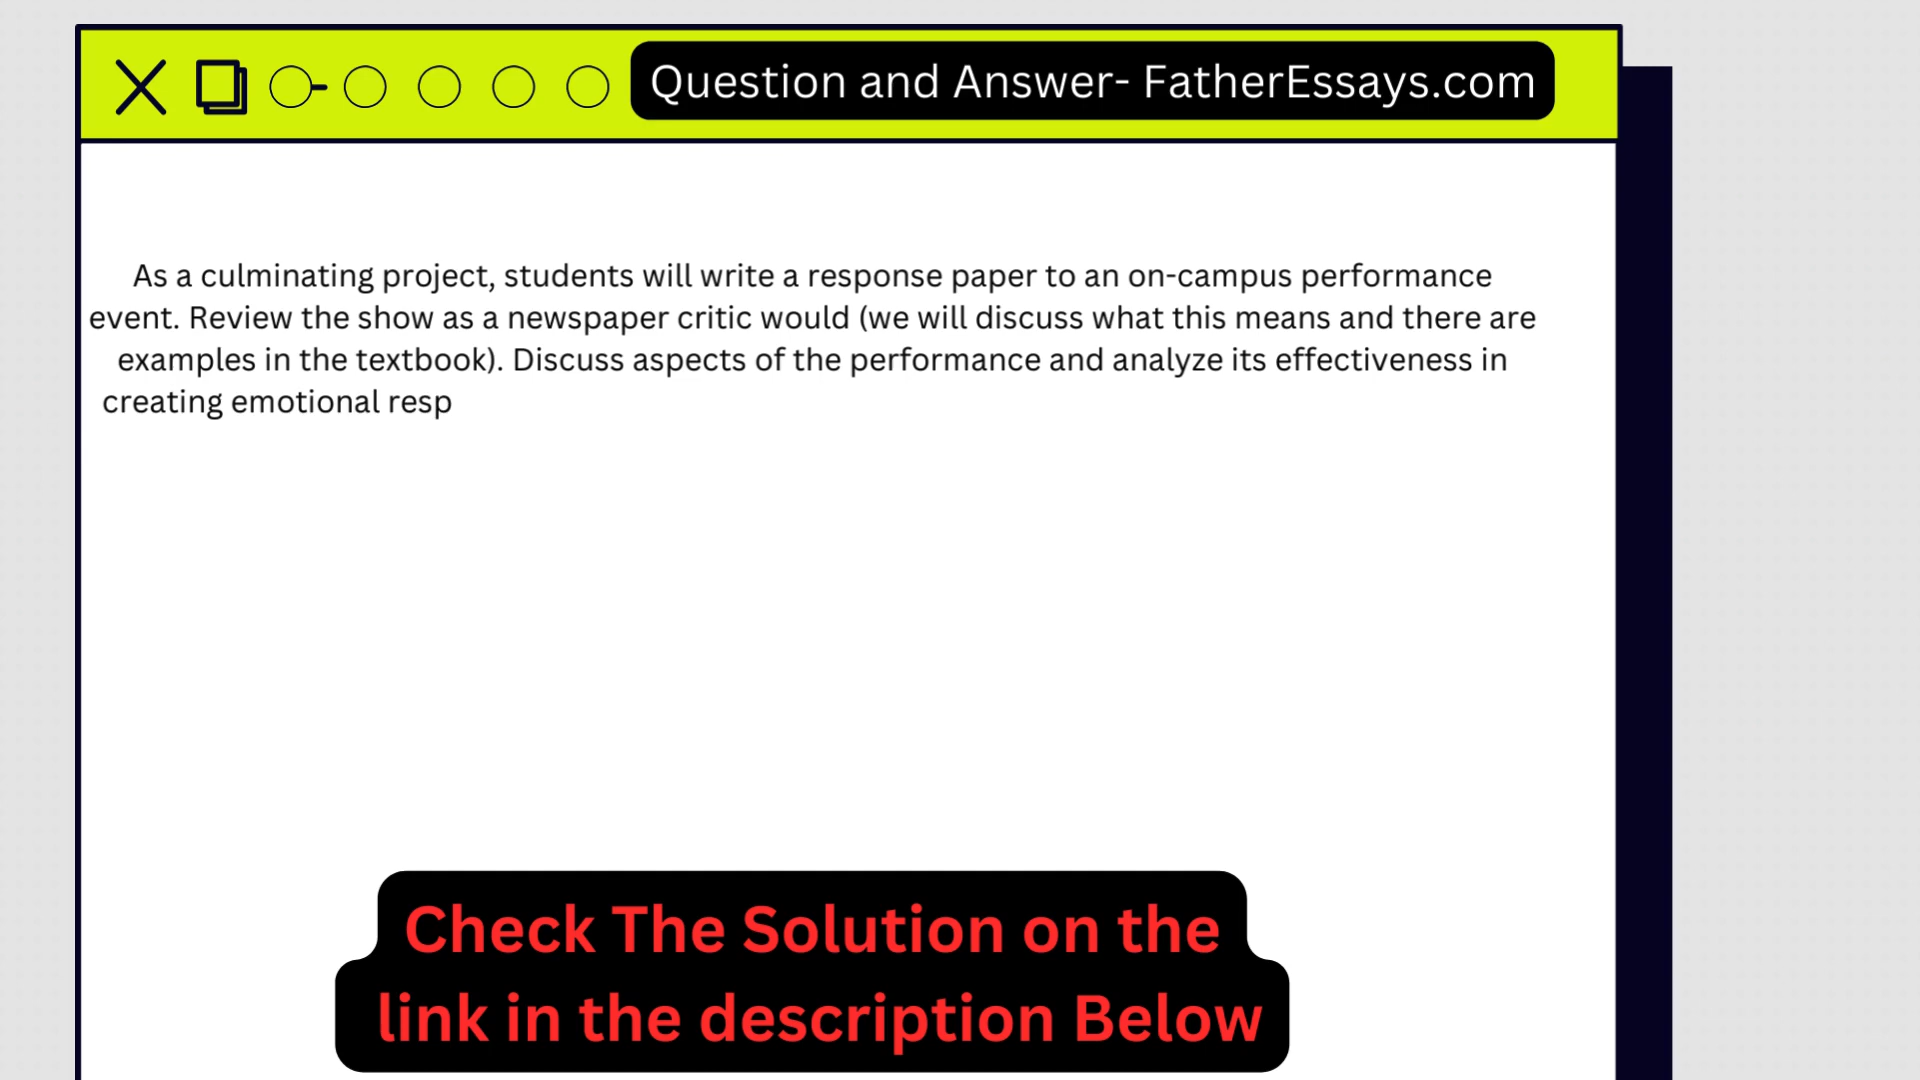 Question and Answer- FatherEssays.com
As a culminating project, students will write a response paper to an on-campus performance
event. Review the show as a newspaper critic would (we will discuss what this means and there are
examples in the textbook). Discuss aspects of the performance and analyze its effectiveness in
creating emotional resp
Check The Solution on the
link in the description Below